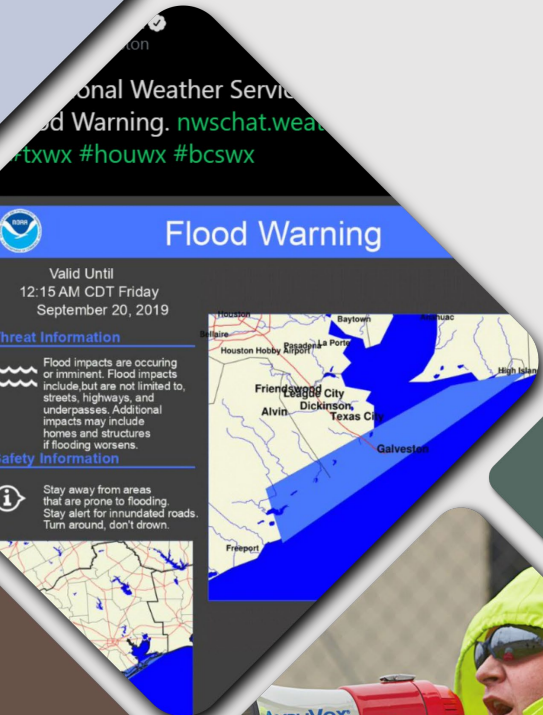 ton
onal Weather Servic
d Warning. nwschat.weat
#txwx #houwx #bcswx
NOAA
Flood Warning
Valid Until
12:15 AM CDT Friday
September 20, 2019
Threat Information
Flood impacts are occuring
or imminent. Flood impacts
include,but are not limited to,
streets, highways, and
underpasses. Additional
impacts may include
homes and structures
if flooding worsens.
Safety Information
Stay away from areas
that are prone to flooding.
Stay alert for innundated roads.
Turn around, don't drown.
Houston
Baytown
Bellaire
Pasadena
La Porte
Houston Hobby Airport
High Islan
Friendswood
League City
Dickinson
Alvin
Texas City
Galveston
Freeport